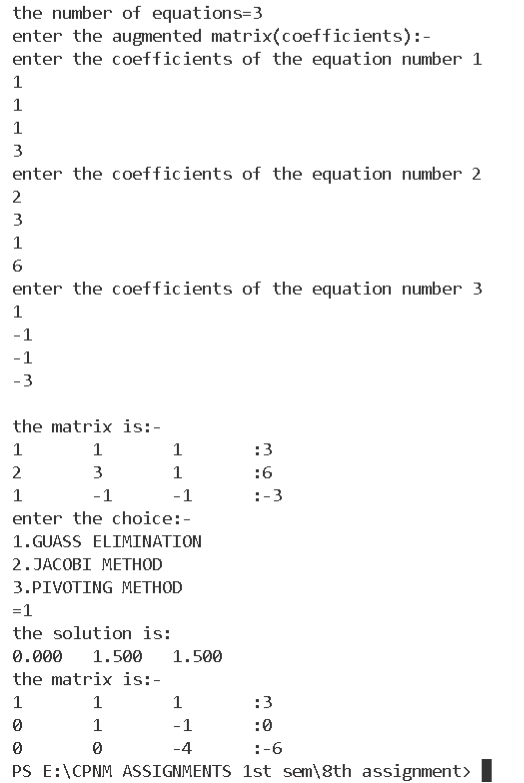 the number of equations=3
enter the augmented matrix(coefficients):-
enter the coefficients of the equation number 1
1
1
1
3
enter the coefficients of the equation number 2
2
3
1
6
enter the coefficients of the equation number 3
1
-1
-1
-3
the matrix is:-
1 1 1 :3
2 3 1 :6
1 -1 -1 :-3
enter the choice:-
1.GUASS ELIMINATION
2.JACOBI METHOD
3.PIVOTING METHOD
=1
the solution is:
0.000 1.500 1.500
the matrix is:-
1 1 1 :3
0 1 -1 :0
0 0 -4 :-6
PS E:\CPNM ASSIGNMENTS 1st sem\8th assignment>